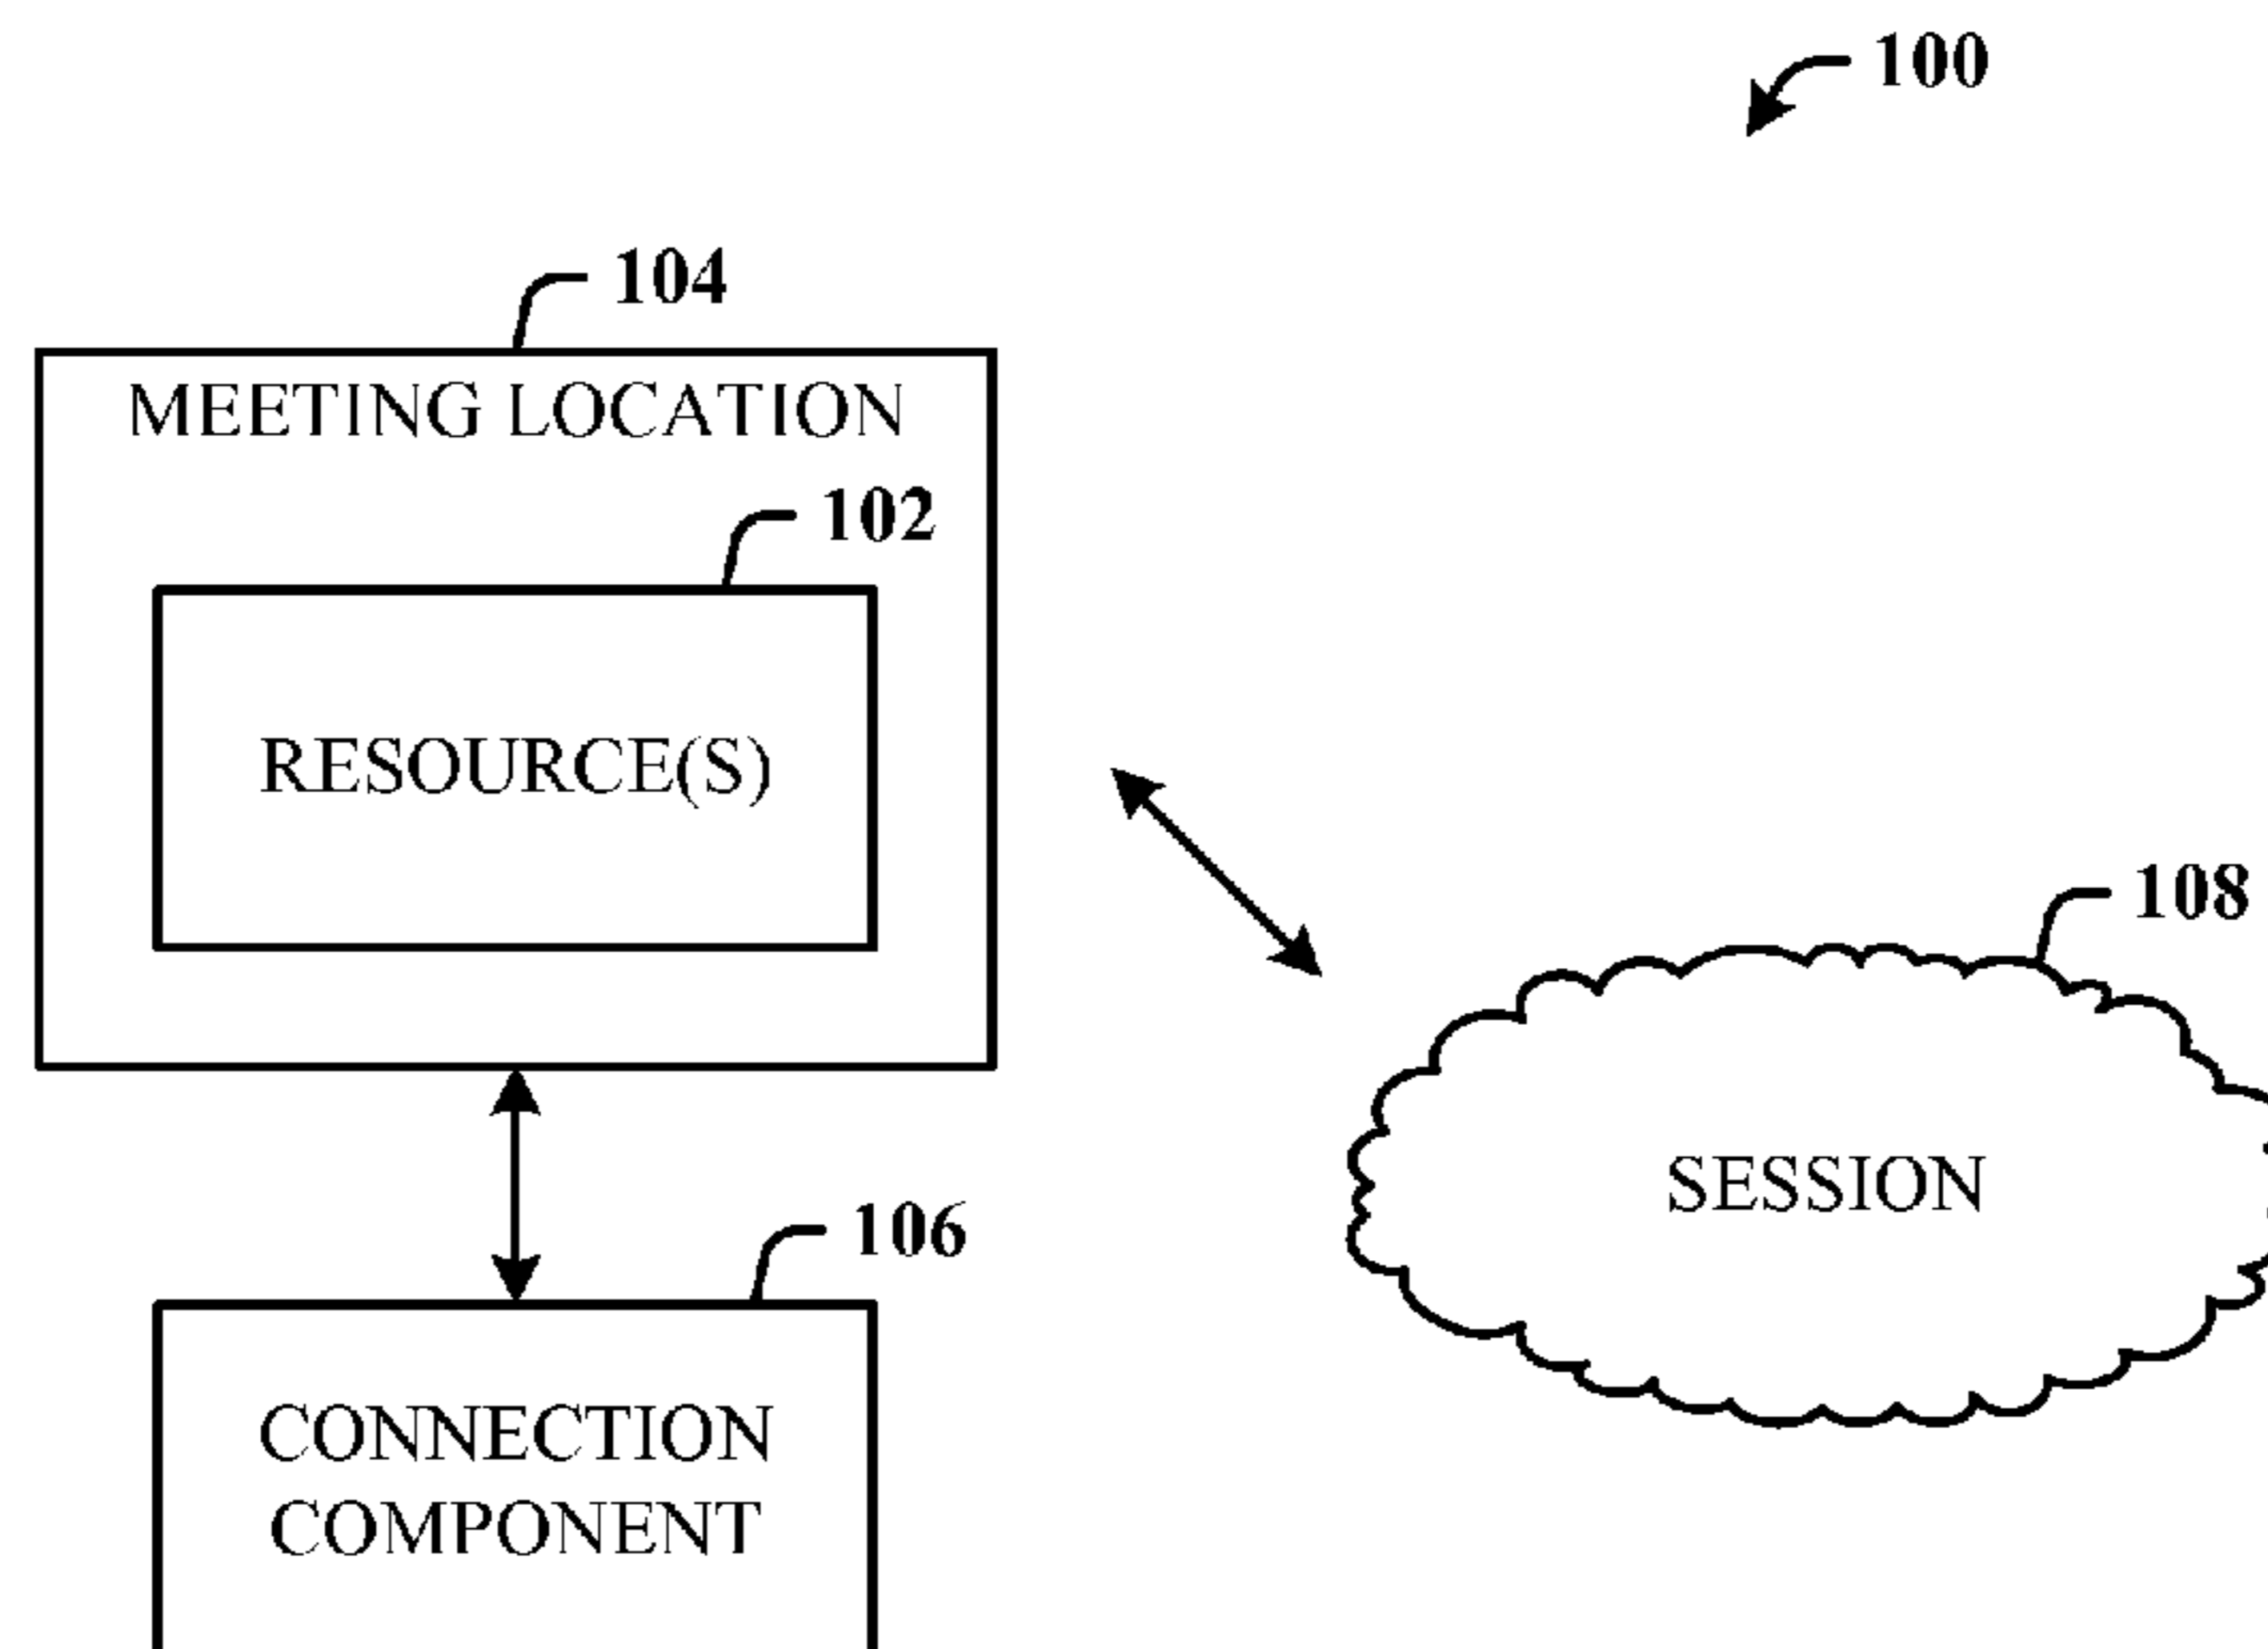 100
104
MEETING LOCATION
102
RESOURCE(S)
108
SESSION
106
CONNECTION
COMPONENT